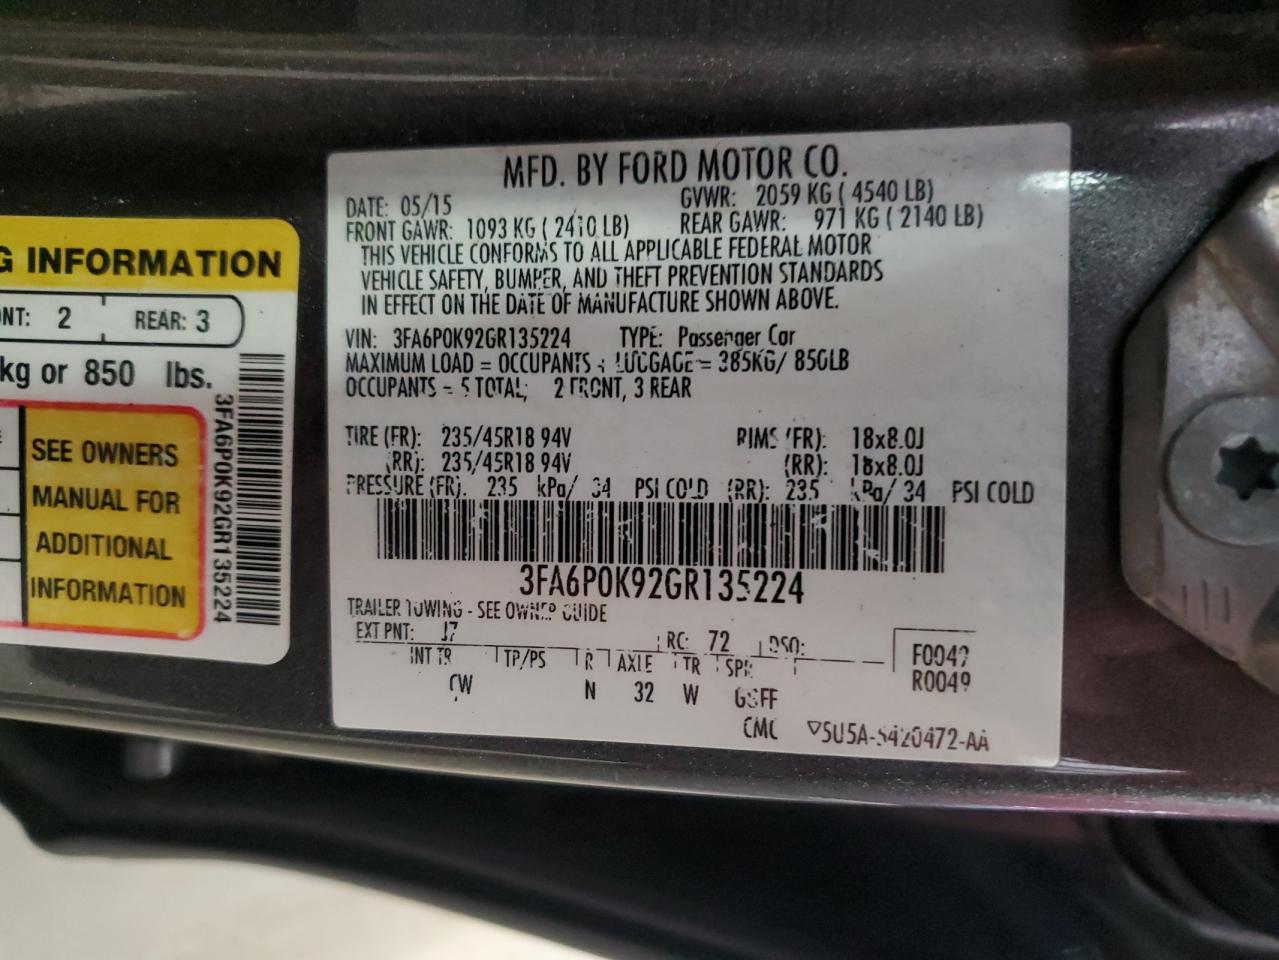 G INFORMATION
NT: 2 REAR: 3
kg or 850 lbs.
SEE OWNERS
MANUAL FOR
ADDITIONAL
INFORMATION
3FA6P0K92GR135224
MFD. BY FORD MOTOR CO.
DATE: 05/15 GVWR: 2059 KG ( 4540 LB)
FRONT GAWR: 1093 KG ( 2410 LB) REAR GAWR: 971 KG ( 2140 LB)
THIS VEHICLE CONFORMS TO ALL APPLICABLE FEDERAL MOTOR
VEHICLE SAFETY, BUMPER, AND THEFT PREVENTION STANDARDS
IN EFFECT ON THE DATE OF MANUFACTURE SHOWN ABOVE.
VIN: 3FA6P0K92GR135224 TYPE: Passenger Car
MAXIMUM LOAD = OCCUPANTS + LUGGAGE = 385KG/ 850LB
OCCUPANTS = 5 TOTAL; 2 FRONT, 3 REAR
TIRE (FR): 235/45R18 94V RIMS (FR): 18x8.0J
(RR): 235/45R18 94V (RR): 18x8.0J
PRESSURE (FR): 235 kPa/ 34 PSI COLD (RR): 235 kPa/ 34 PSI COLD
3FA6P0K92GR135224
TRAILER TOWING - SEE OWNER GUIDE
EXT PNT: J7 RC: 72 DSO:
INT TR TP/PS R AXLE TR SPR
CW N 32 W GSFF
F0049
R0049
CMC 5U5A-5420472-AA